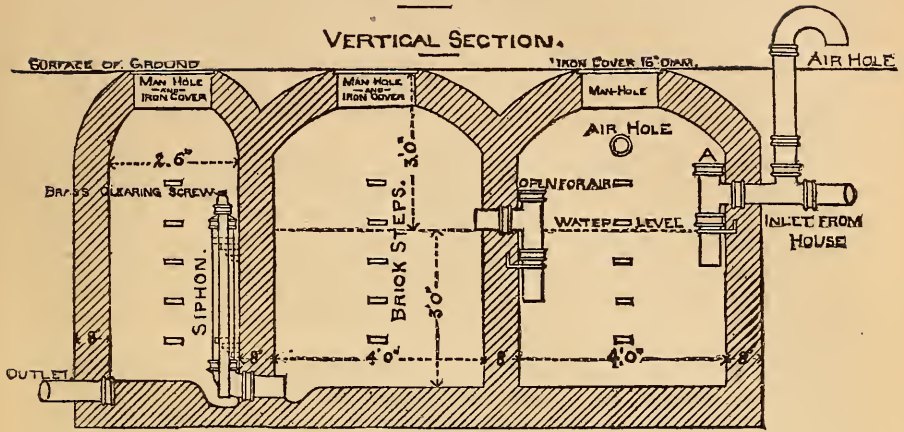 VERTICAL SECTION.
SURFACE OF GROUND
MAN HOLE
AND
IRON COVER
MAN HOLE
AND
IRON COVER
IRON COVER 16" DIAM.
MAN-HOLE
AIR HOLE
AIR HOLE
2.6"
3'0"
A
BRASS CLEARING SCREW
OPEN FOR AIR
WATER LEVEL
INLET FROM
HOUSE
SIPHON.
BRICK STEPS.
3'0"
8"
8"
4'0"
8"
4'0"
8"
OUTLET